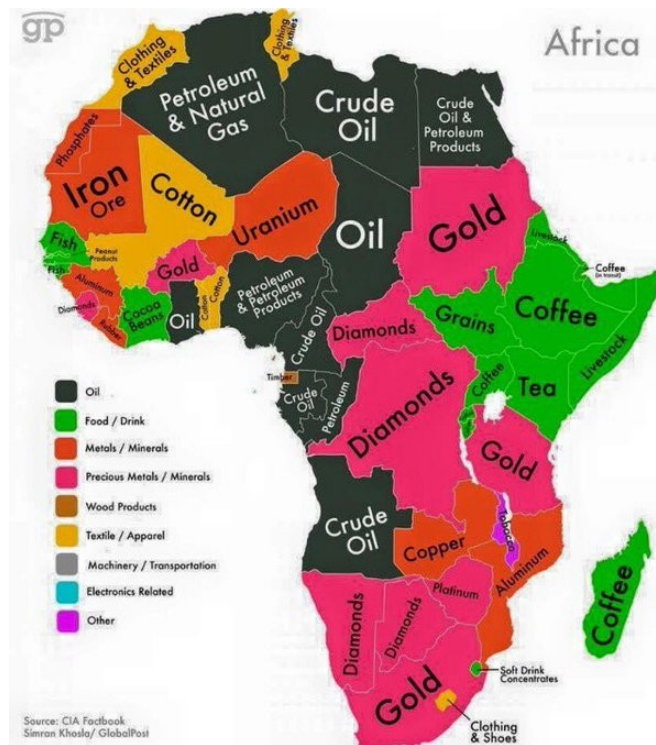 gp
Africa
Clothing
& Textiles
Clothing
& Textiles
Petroleum
& Natural
Gas
Crude
Oil
Crude
Oil &
Petroleum
Products
Phosphates
Iron
Ore
Cotton
Uranium
Oil
Gold
Livestock
Coffee
(in transit)
Fish
Peanut
Products
Fish
Aluminum
Diamonds
Rubber
Cocoa
Beans
Gold
Oil
Cotton
Cotton
Petroleum
& Petroleum
Products
Crude Oil
Diamonds
Grains
Coffee
Livestock
Timber
Crude
Oil
Petroleum
Diamonds
Coffee
Tea
Gold
Crude
Oil
Copper
Tobacco
Aluminum
Diamonds
Diamonds
Platinum
Coffee
Gold
Soft Drink
Concentrates
Clothing
& Shoes
Oil
Food / Drink
Metals / Minerals
Precious Metals / Minerals
Wood Products
Textile / Apparel
Machinery / Transportation
Electronics Related
Other
Source: CIA Factbook
Simran Khosla/ GlobalPost